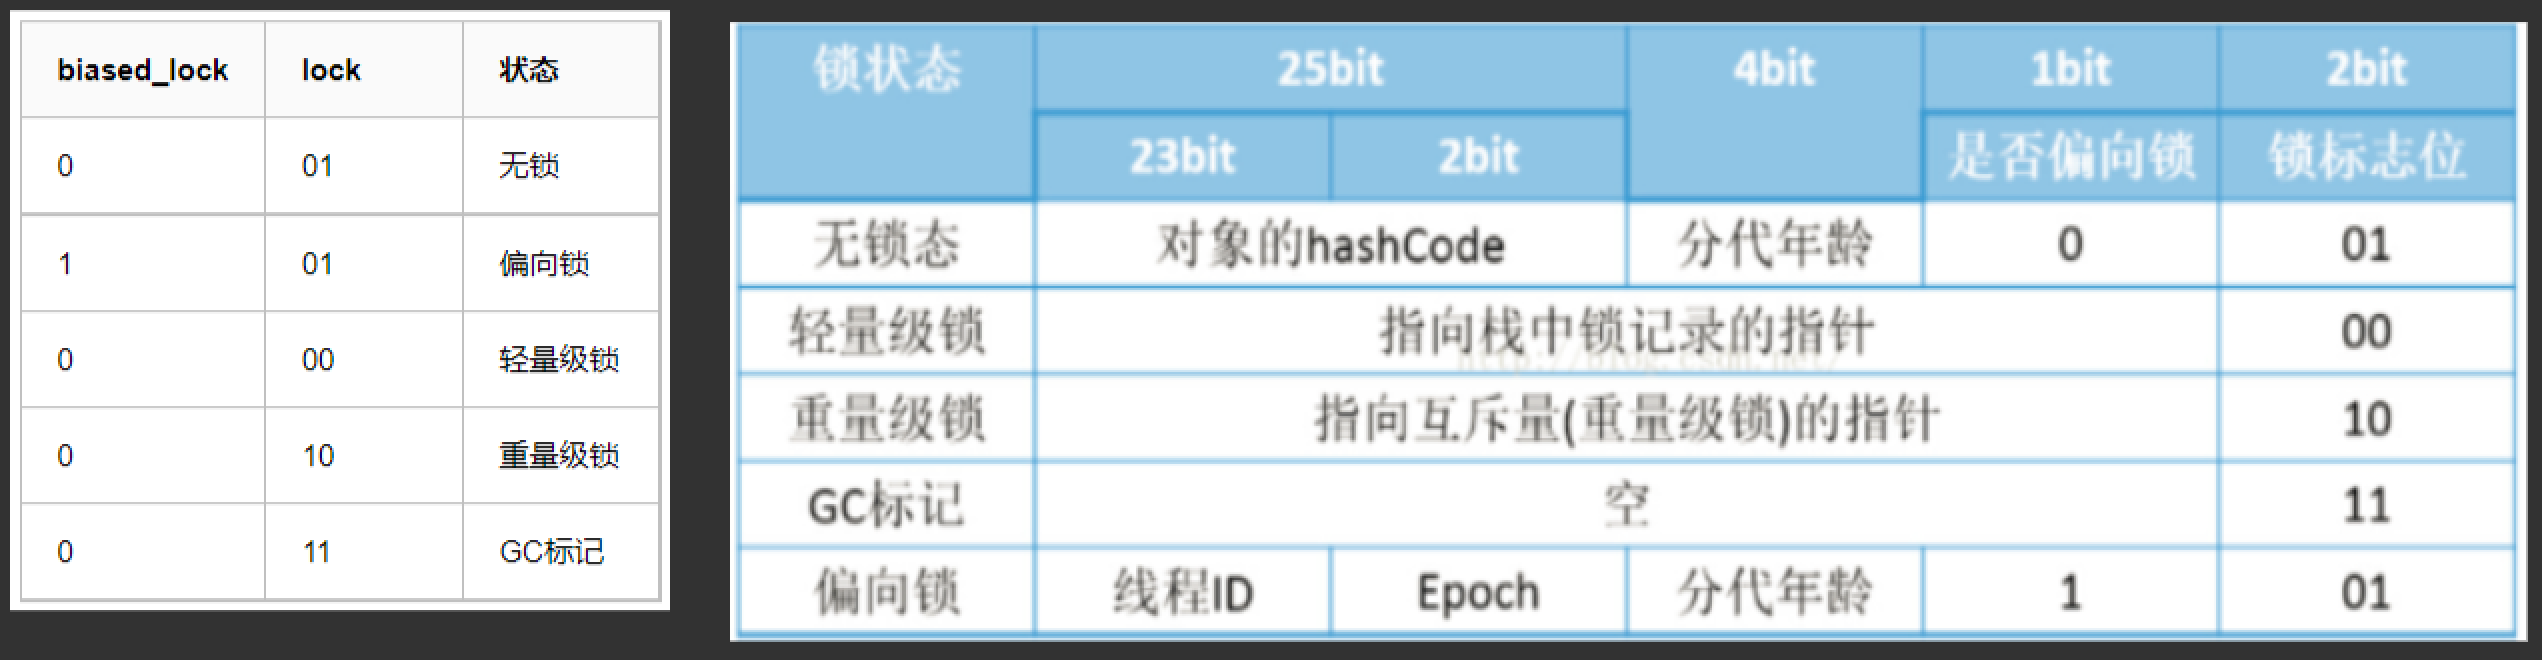 biased_lock lock 状态
0 01 无锁
1 01 偏向锁
0 00 轻量级锁
0 10 重量级锁
0 11 GC标记
锁状态 25bit 4bit 1bit 2bit
23bit 2bit 是否偏向锁 锁标志位
无锁态 对象的hashCode 分代年龄 0 01
轻量级锁 指向栈中锁记录的指针 00
http://blog.csdn.net/
重量级锁 指向互斥量(重量级锁)的指针 10
GC标记 空 11
偏向锁 线程ID Epoch 分代年龄 1 01